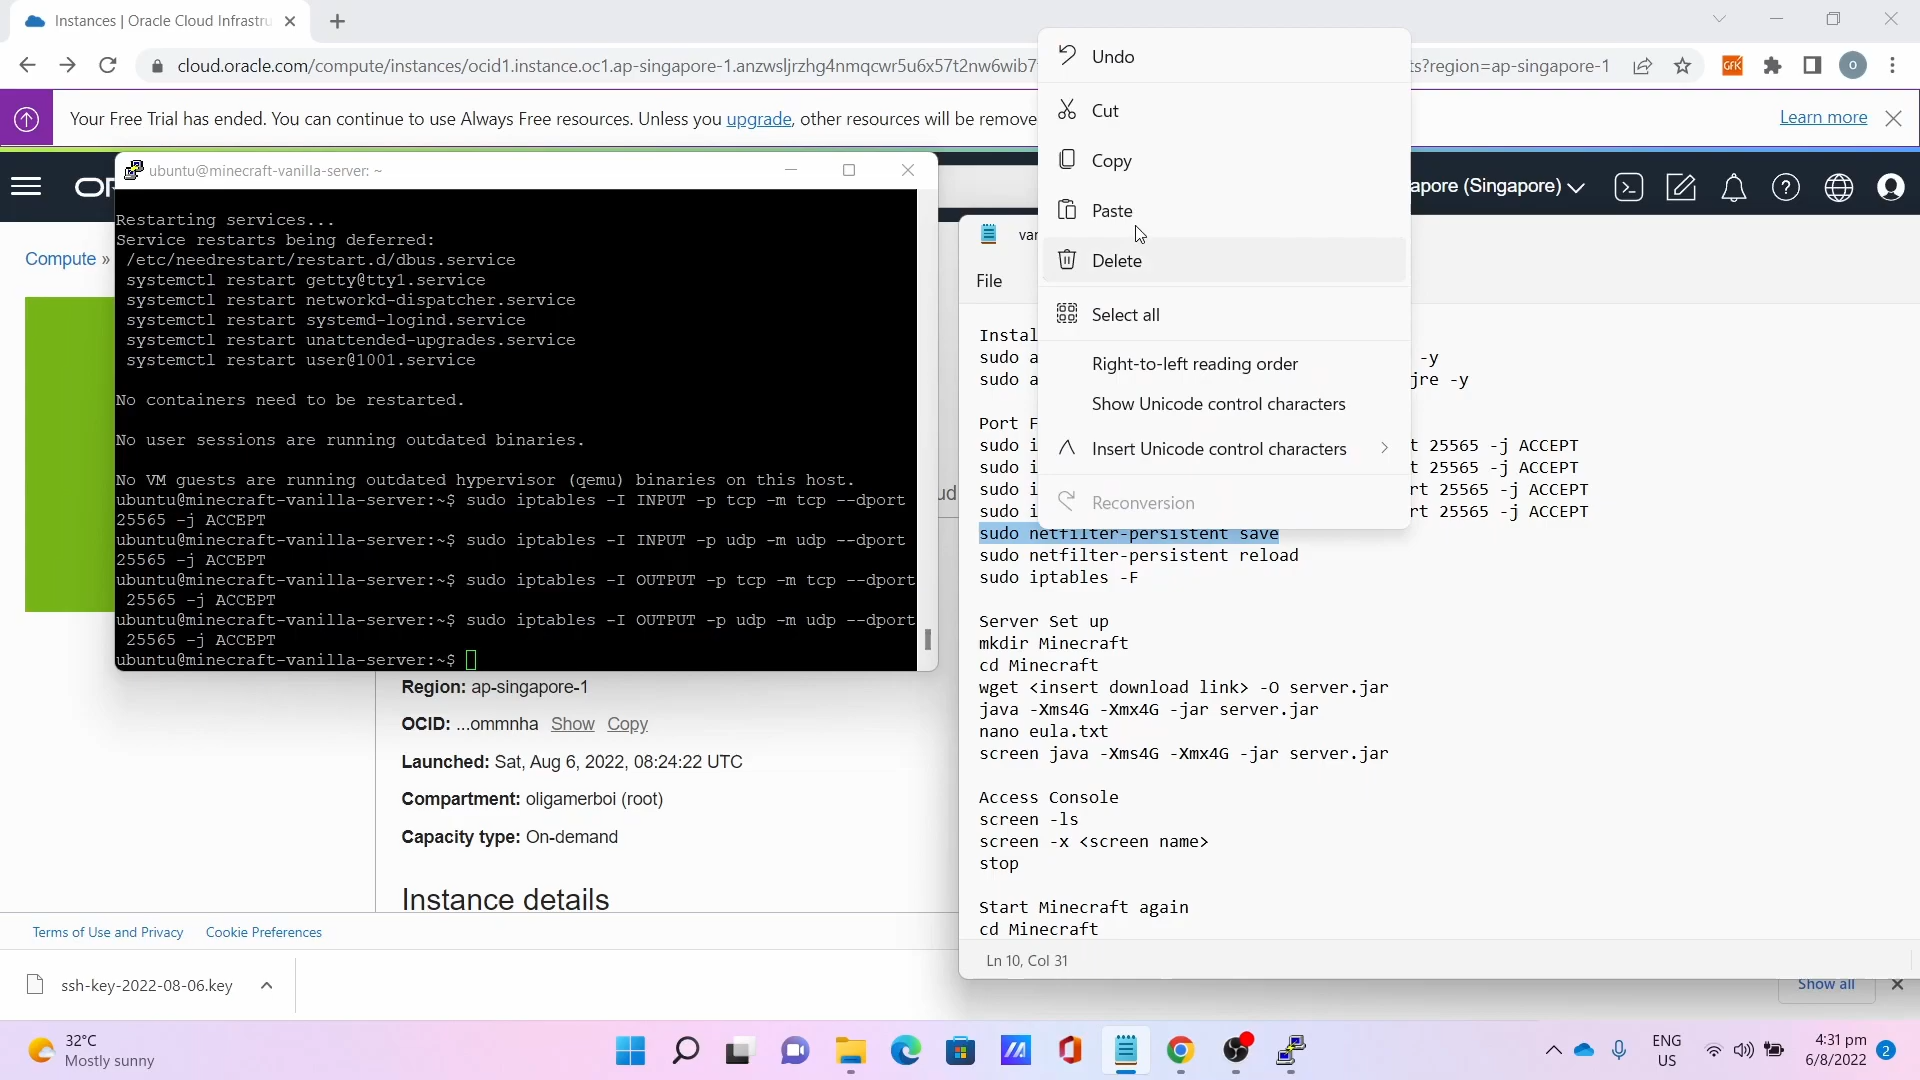 Instances | Oracle Cloud Infrastru
cloud.oracle.com/compute/instances/ocid1.instance.oc1.ap-singapore-1.anzwsljrzhg4nmqcwr5u6x57t2nw6wib7
ts?region=ap-singapore-1
GFK
O
Your Free Trial has ended. You can continue to use Always Free resources. Unless you upgrade, other resources will be remove
Learn more
OR
apore (Singapore)
Compute »
ubuntu@minecraft-vanilla-server: ~
Restarting services...
Service restarts being deferred:
/etc/needrestart/restart.d/dbus.service
systemctl restart getty@tty1.service
systemctl restart networkd-dispatcher.service
systemctl restart systemd-logind.service
systemctl restart unattended-upgrades.service
systemctl restart user@1001.service
No containers need to be restarted.
No user sessions are running outdated binaries.
No VM guests are running outdated hypervisor (qemu) binaries on this host.
ubuntu@minecraft-vanilla-server:~$ sudo iptables -I INPUT -p tcp -m tcp --dport
25565 -j ACCEPT
ubuntu@minecraft-vanilla-server:~$ sudo iptables -I INPUT -p udp -m udp --dport
25565 -j ACCEPT
ubuntu@minecraft-vanilla-server:~$ sudo iptables -I OUTPUT -p tcp -m tcp --dport
25565 -j ACCEPT
ubuntu@minecraft-vanilla-server:~$ sudo iptables -I OUTPUT -p udp -m udp --dport
25565 -j ACCEPT
ubuntu@minecraft-vanilla-server:~$
ud
Region: ap-singapore-1
OCID: ...ommnha Show Copy
Launched: Sat, Aug 6, 2022, 08:24:22 UTC
Compartment: oligamerboi (root)
Capacity type: On-demand
Instance details
Undo
Cut
Copy
Paste
Delete
Select all
Right-to-left reading order
Show Unicode control characters
Insert Unicode control characters
Reconversion
var
File
Instal
sudo a -y
sudo a jre -y
Port F
sudo i t 25565 -j ACCEPT
sudo i t 25565 -j ACCEPT
sudo i rt 25565 -j ACCEPT
sudo i rt 25565 -j ACCEPT
sudo netfilter-persistent save
sudo netfilter-persistent reload
sudo iptables -F
Server Set up
mkdir Minecraft
cd Minecraft
wget <insert download link> -O server.jar
java -Xms4G -Xmx4G -jar server.jar
nano eula.txt
screen java -Xms4G -Xmx4G -jar server.jar
Access Console
screen -ls
screen -x <screen name>
stop
Start Minecraft again
cd Minecraft
Ln 10, Col 31
Terms of Use and Privacy Cookie Preferences
ssh-key-2022-08-06.key
Show all
32°C
Mostly sunny
ENG
US
4:31 pm
6/8/2022
2